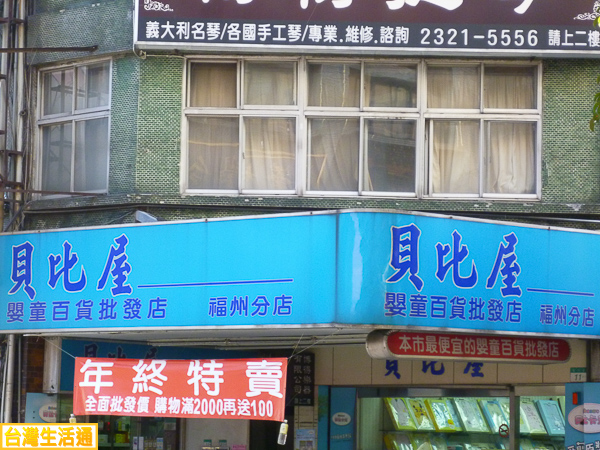 義大利名琴/各國手工琴/專業.維修.諮詢 2321-5556 請上二樓
貝比屋
嬰童百貨批發店 福州分店
貝比屋
嬰童百貨批發店 福州分店
本市最便宜的嬰童百貨批發店
貝比屋
年終特賣
全面批發價 購物滿2000再送100
台灣生活通